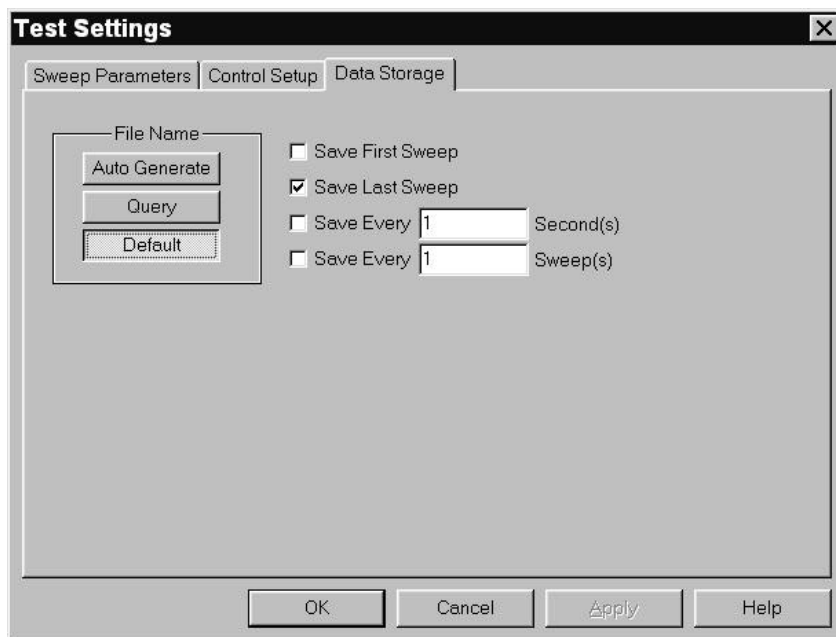 Test Settings
Sweep Parameters Control Setup Data Storage
File Name
Auto Generate
Query
Default
Save First Sweep
Save Last Sweep
Save Every 1 Second(s)
Save Every 1 Sweep(s)
OK Cancel Apply Help